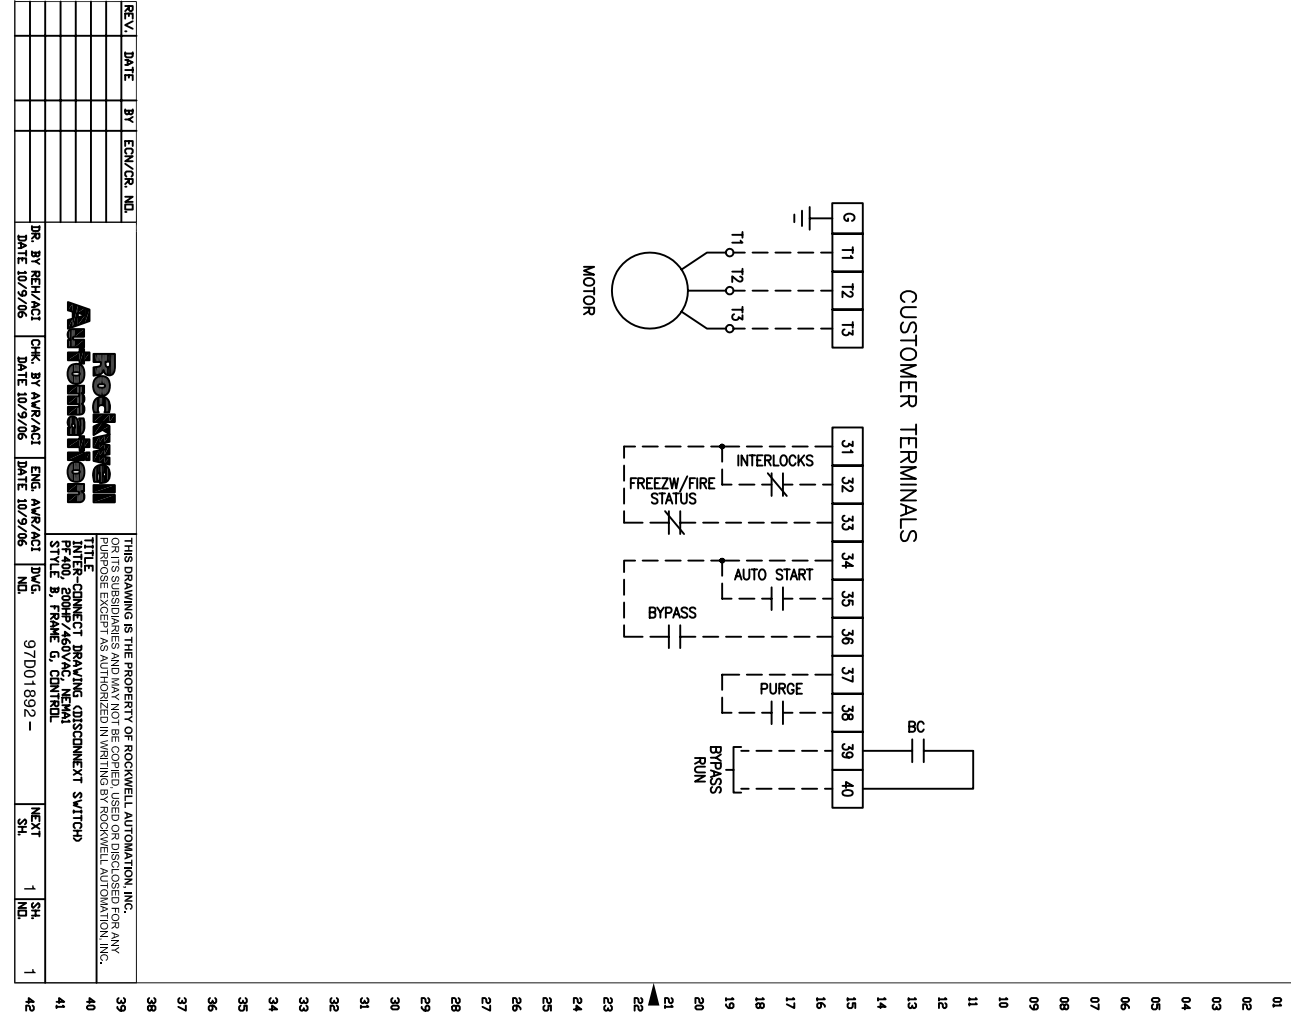 CUSTOMER TERMINALS
G
T1
T2
T3
T1
T2
T3
MOTOR
31
32
33
34
35
36
37
38
39
40
INTERLOCKS
FREEZW/FIRE
STATUS
AUTO START
BYPASS
PURGE
BC
BYPASS
RUN
01
02
03
04
05
06
07
08
09
10
11
12
13
14
15
16
17
18
19
20
21
22
23
24
25
26
27
28
29
30
31
32
33
34
35
36
37
38
39
40
41
42
REV. DATE BY ECN/CR. NO.
Rockwell
Automation
THIS DRAWING IS THE PROPERTY OF ROCKWELL AUTOMATION, INC.
OR ITS SUBSIDIARIES AND MAY NOT BE COPIED, USED OR DISCLOSED FOR ANY
PURPOSE EXCEPT AS AUTHORIZED IN WRITING BY ROCKWELL AUTOMATION, INC.
TITLE
INTER-CONNECT DRAWING (DISCONNEXT SWITCH)
PF400, 200HP/460VAC, NEMA1
STYLE B, FRAME G, CONTROL
DR. BY REH/ACI
DATE 10/9/06
CHK. BY AWR/ACI
DATE 10/9/06
ENG. AWR/ACI
DATE 10/9/06
DWG.
NO.
97D01892 -
NEXT
SH.
1
SH.
NO.
1